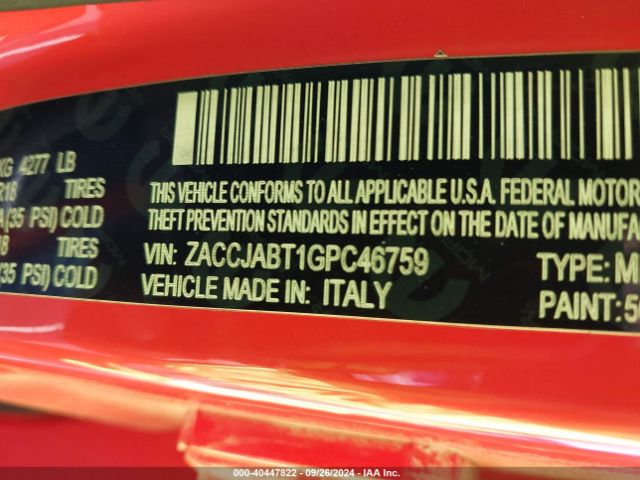 KG 4277 LB
R18 TIRES
(35 PSI) COLD
TIRES
(35 PSI) COLD
THIS VEHICLE CONFORMS TO ALL APPLICABLE U.S.A. FEDERAL MOTOR
THEFT PREVENTION STANDARDS IN EFFECT ON THE DATE OF MANUFA
VIN: ZACCJABT1GPC46759 TYPE: M
VEHICLE MADE IN: ITALY PAINT:
000-40447822 - 09/26/2024 - IAA Inc.